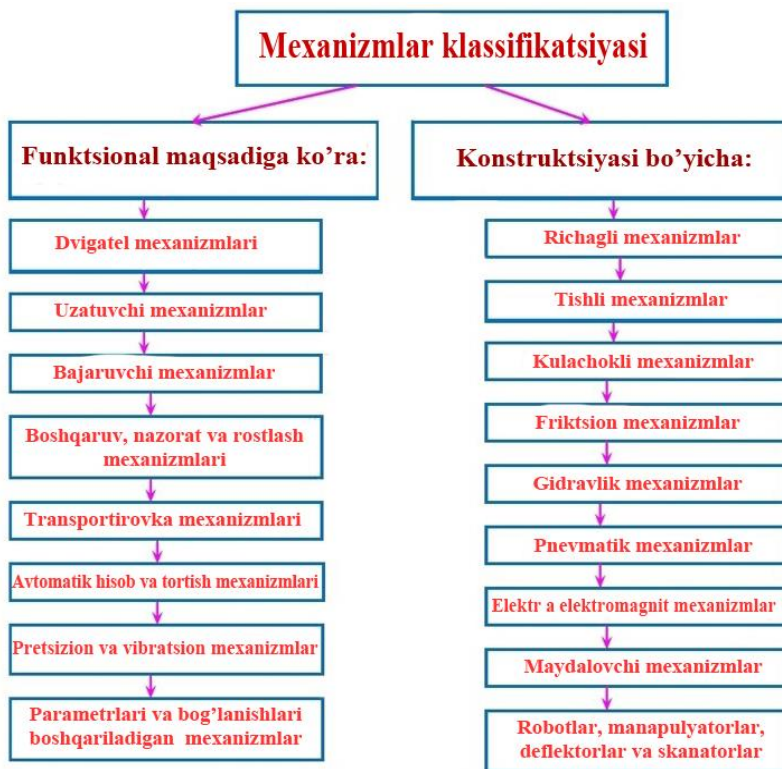 Mexanizmlar klassifikatsiyasi
Funktsional maqsadiga ko’ra:
Dvigatel mexanizmlari
Uzatuvchi mexanizmlar
Bajaruvchi mexanizmlar
Boshqaruv, nazorat va rostlash
mexanizmlari
Transportirovka mexanizmlari
Avtomatik hisob va tortish mexanizmlari
Pretsizion va vibratsion mexanizmlar
Parametrlari va bog’lanishlari
boshqariladigan mexanizmlar
Konstruktsiyasi bo’yicha:
Richagli mexanizmlar
Tishli mexanizmlar
Kulachokli mexanizmlar
Friktsion mexanizmlar
Gidravlik mexanizmlar
Pnevmatik mexanizmlar
Elektr a elektromagnit mexanizmlar
Maydalovchi mexanizmlar
Robotlar, manapulyatorlar,
deflektorlar va skanatorlar